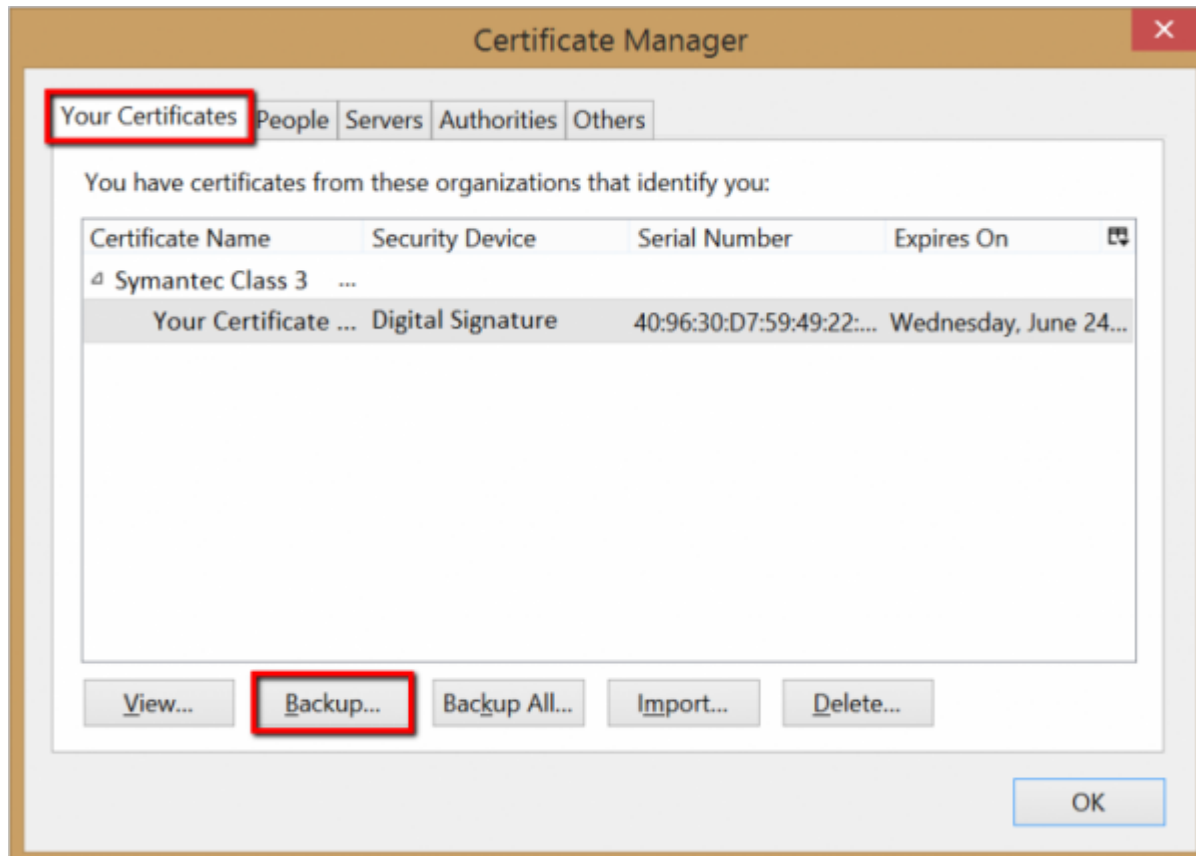 Certificate Manager
Your Certificates People Servers Authorities Others
You have certificates from these organizations that identify you:
Certificate Name Security Device Serial Number Expires On
Symantec Class 3 ...
Your Certificate ... Digital Signature 40:96:30:D7:59:49:22:... Wednesday, June 24...
View... Backup... Backup All... Import... Delete...
OK